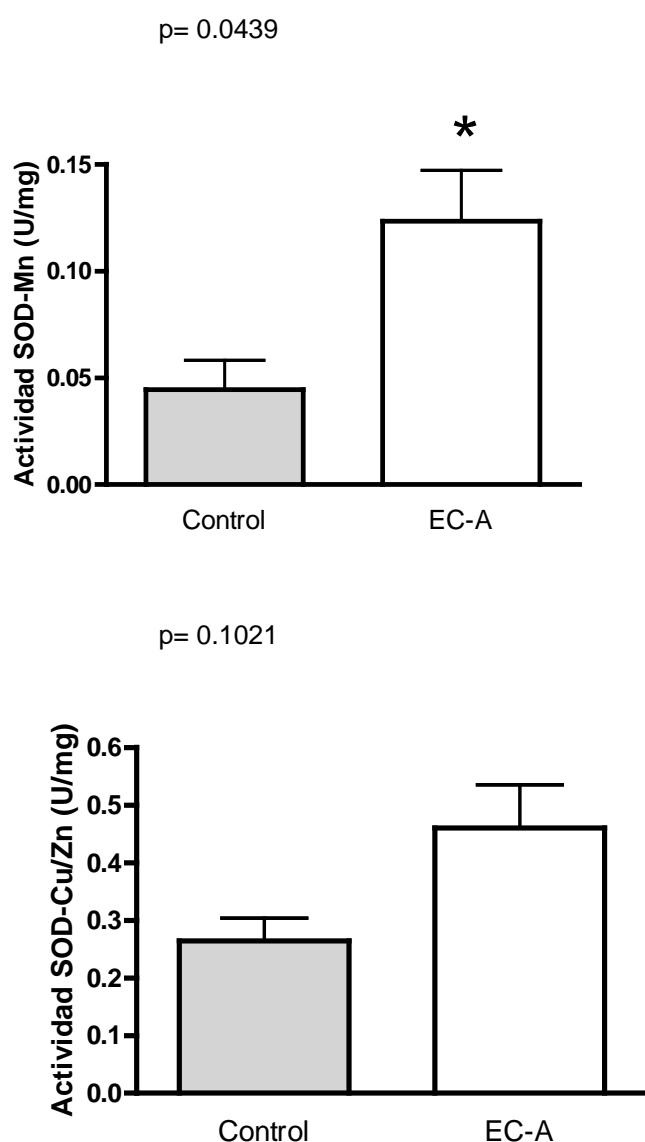 p= 0.0439
*
Actividad SOD-Mn (U/mg)
0.15
0.10
0.05
0.00
Control EC-A
p= 0.1021
Actividad SOD-Cu/Zn (U/mg)
0.6
0.5
0.4
0.3
0.2
0.1
0.0
Control EC-A